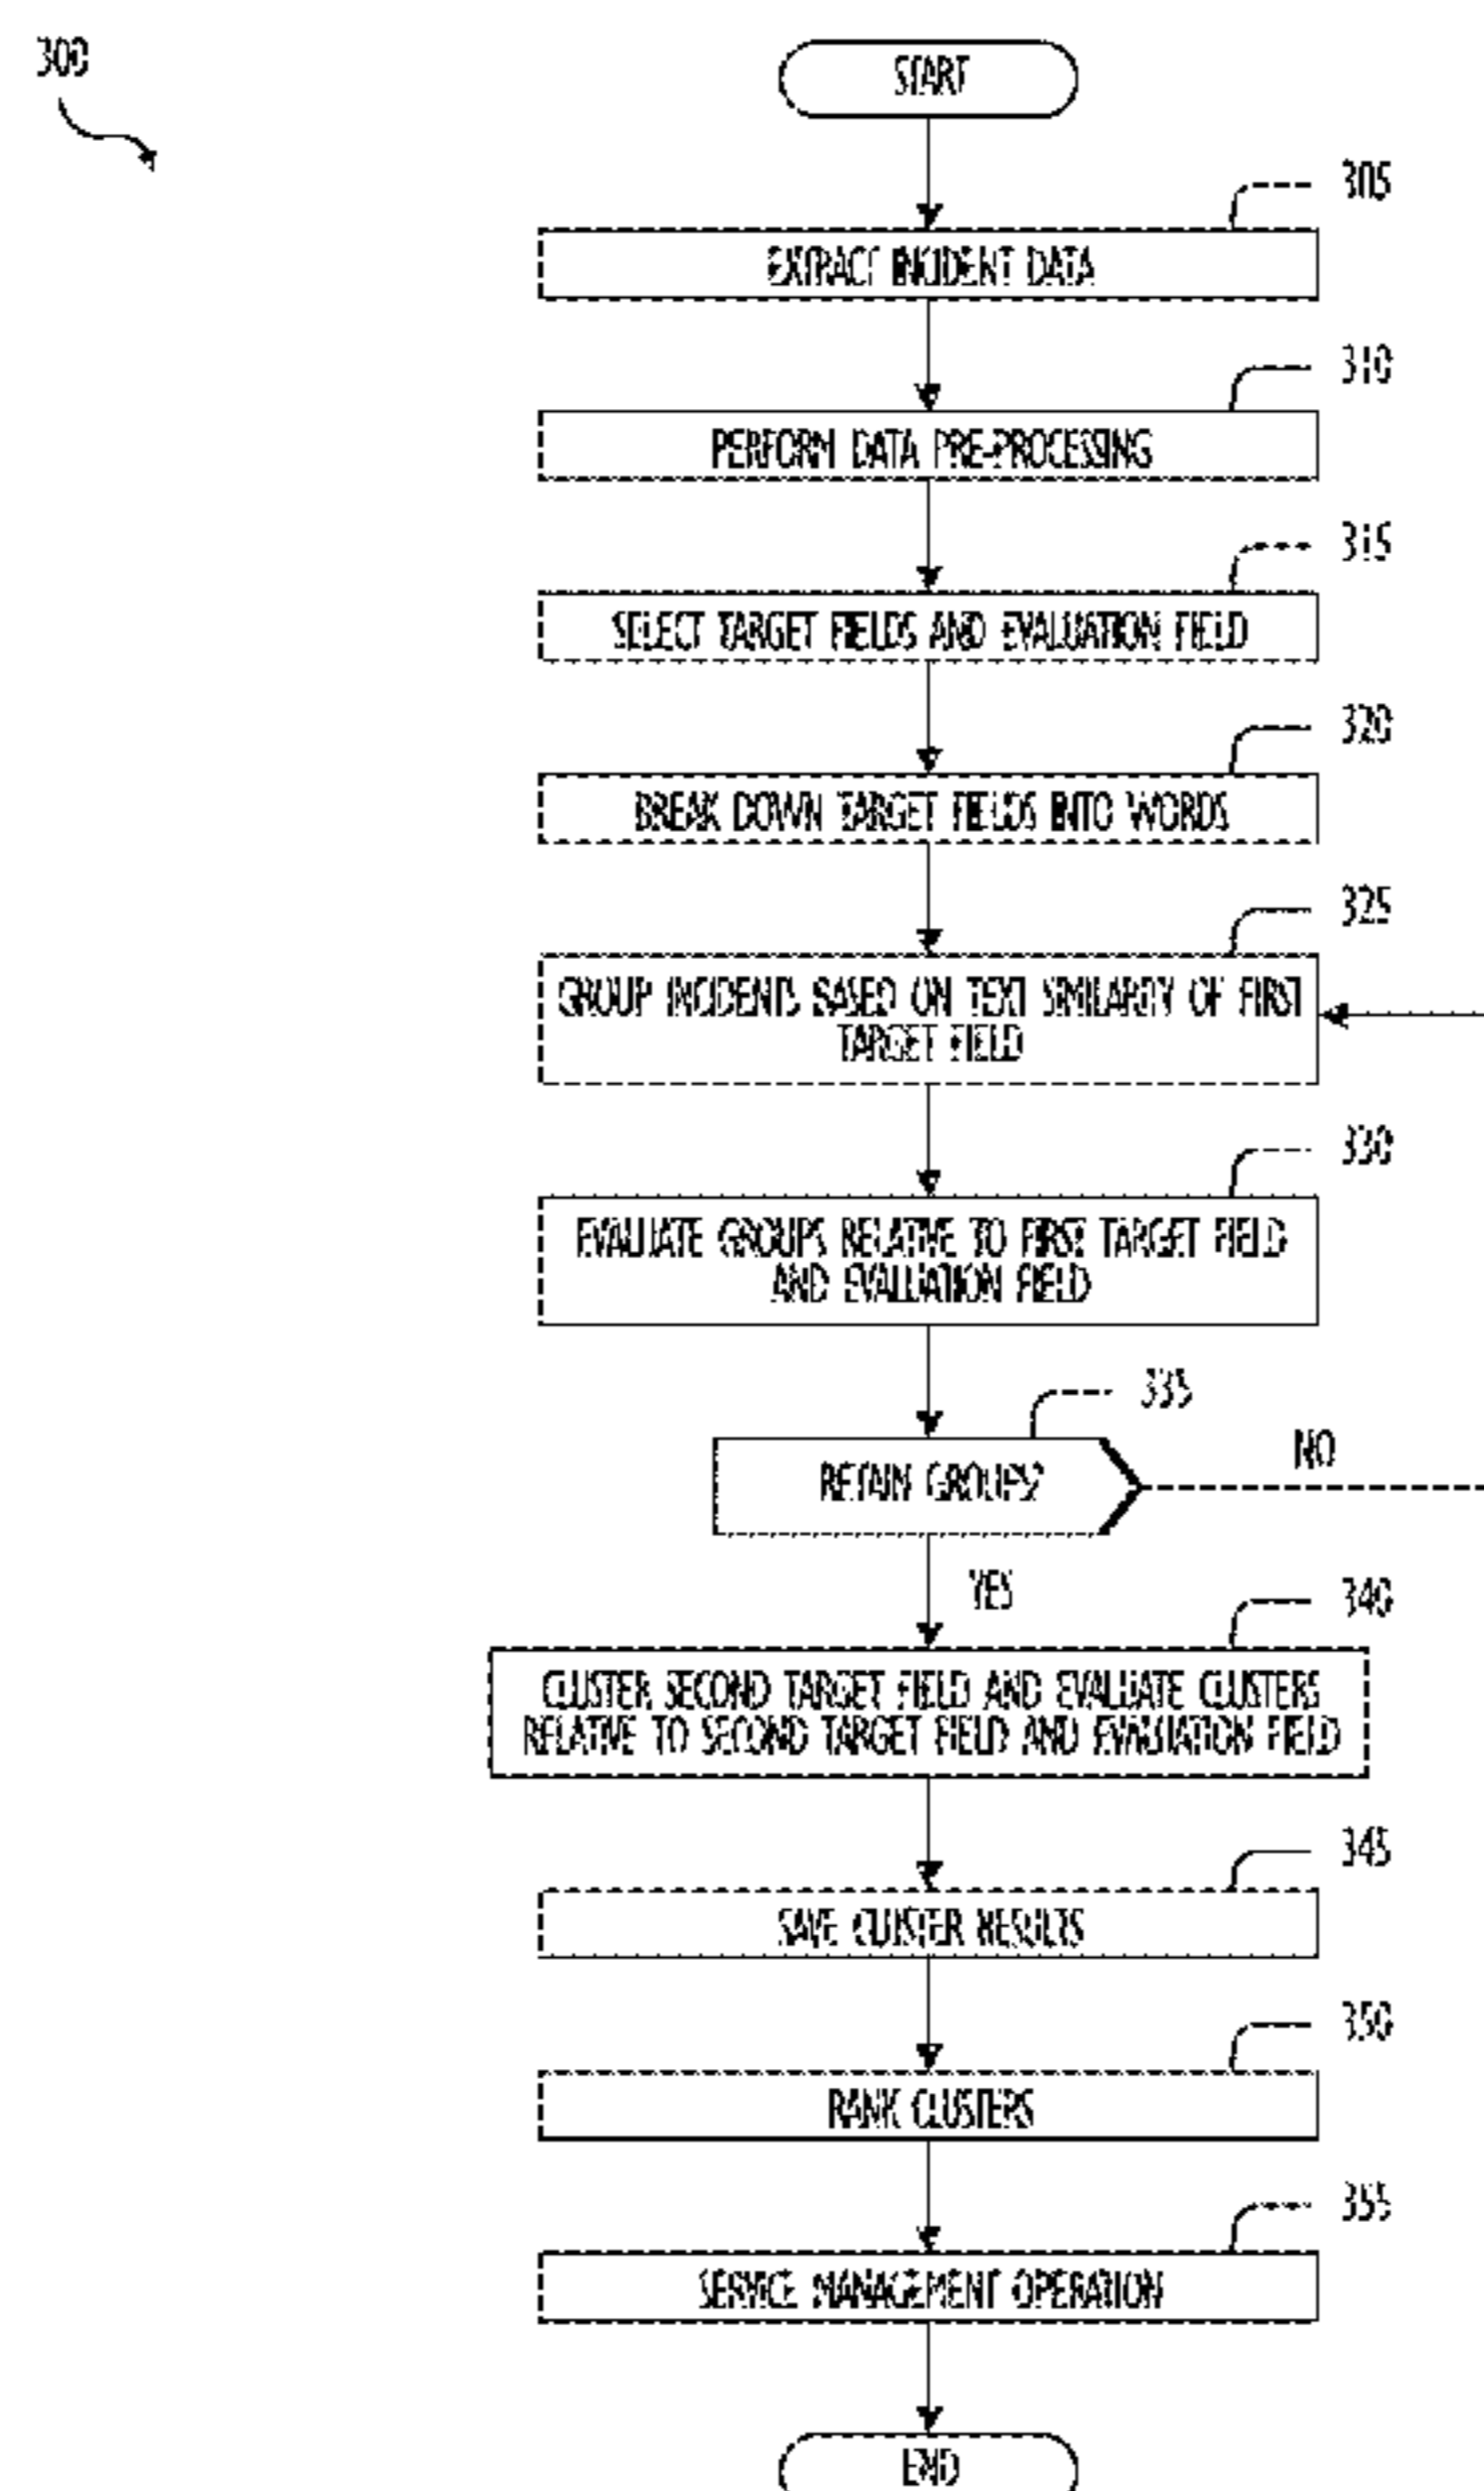 300
START
305
EXTRACT INCIDENT DATA
310
PERFORM DATA PRE-PROCESSING
315
SELECT TARGET FIELDS AND EVALUATION FIELD
320
BREAK DOWN TARGET FIELDS INTO WORDS
325
GROUP INCIDENTS BASED ON TEXT SIMILARITY OF FIRST
TARGET FIELD
330
EVALUATE GROUPS RELATIVE TO FIRST TARGET FIELD
AND EVALUATION FIELD
335
RETAIN GROUPS?
NO
YES
340
CLUSTER SECOND TARGET FIELD AND EVALUATE CLUSTERS
RELATIVE TO SECOND TARGET FIELD AND EVALUATION FIELD
345
SAVE CLUSTER RESULTS
350
RANK CLUSTERS
355
SERVICE MANAGEMENT OPERATION
END